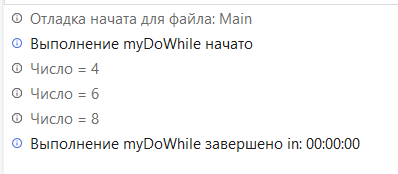 Отладка начата для файла: Main
Выполнение myDoWhile начато
Число = 4
Число = 6
Число = 8
Выполнение myDoWhile завершено in: 00:00:00